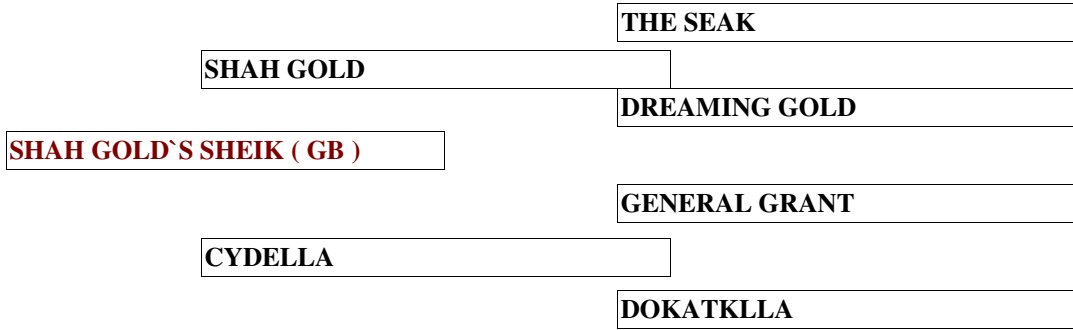 THE SEAK
SHAH GOLD
DREAMING GOLD
SHAH GOLD`S SHEIK ( GB )
GENERAL GRANT
CYDELLA
DOKATKLLA